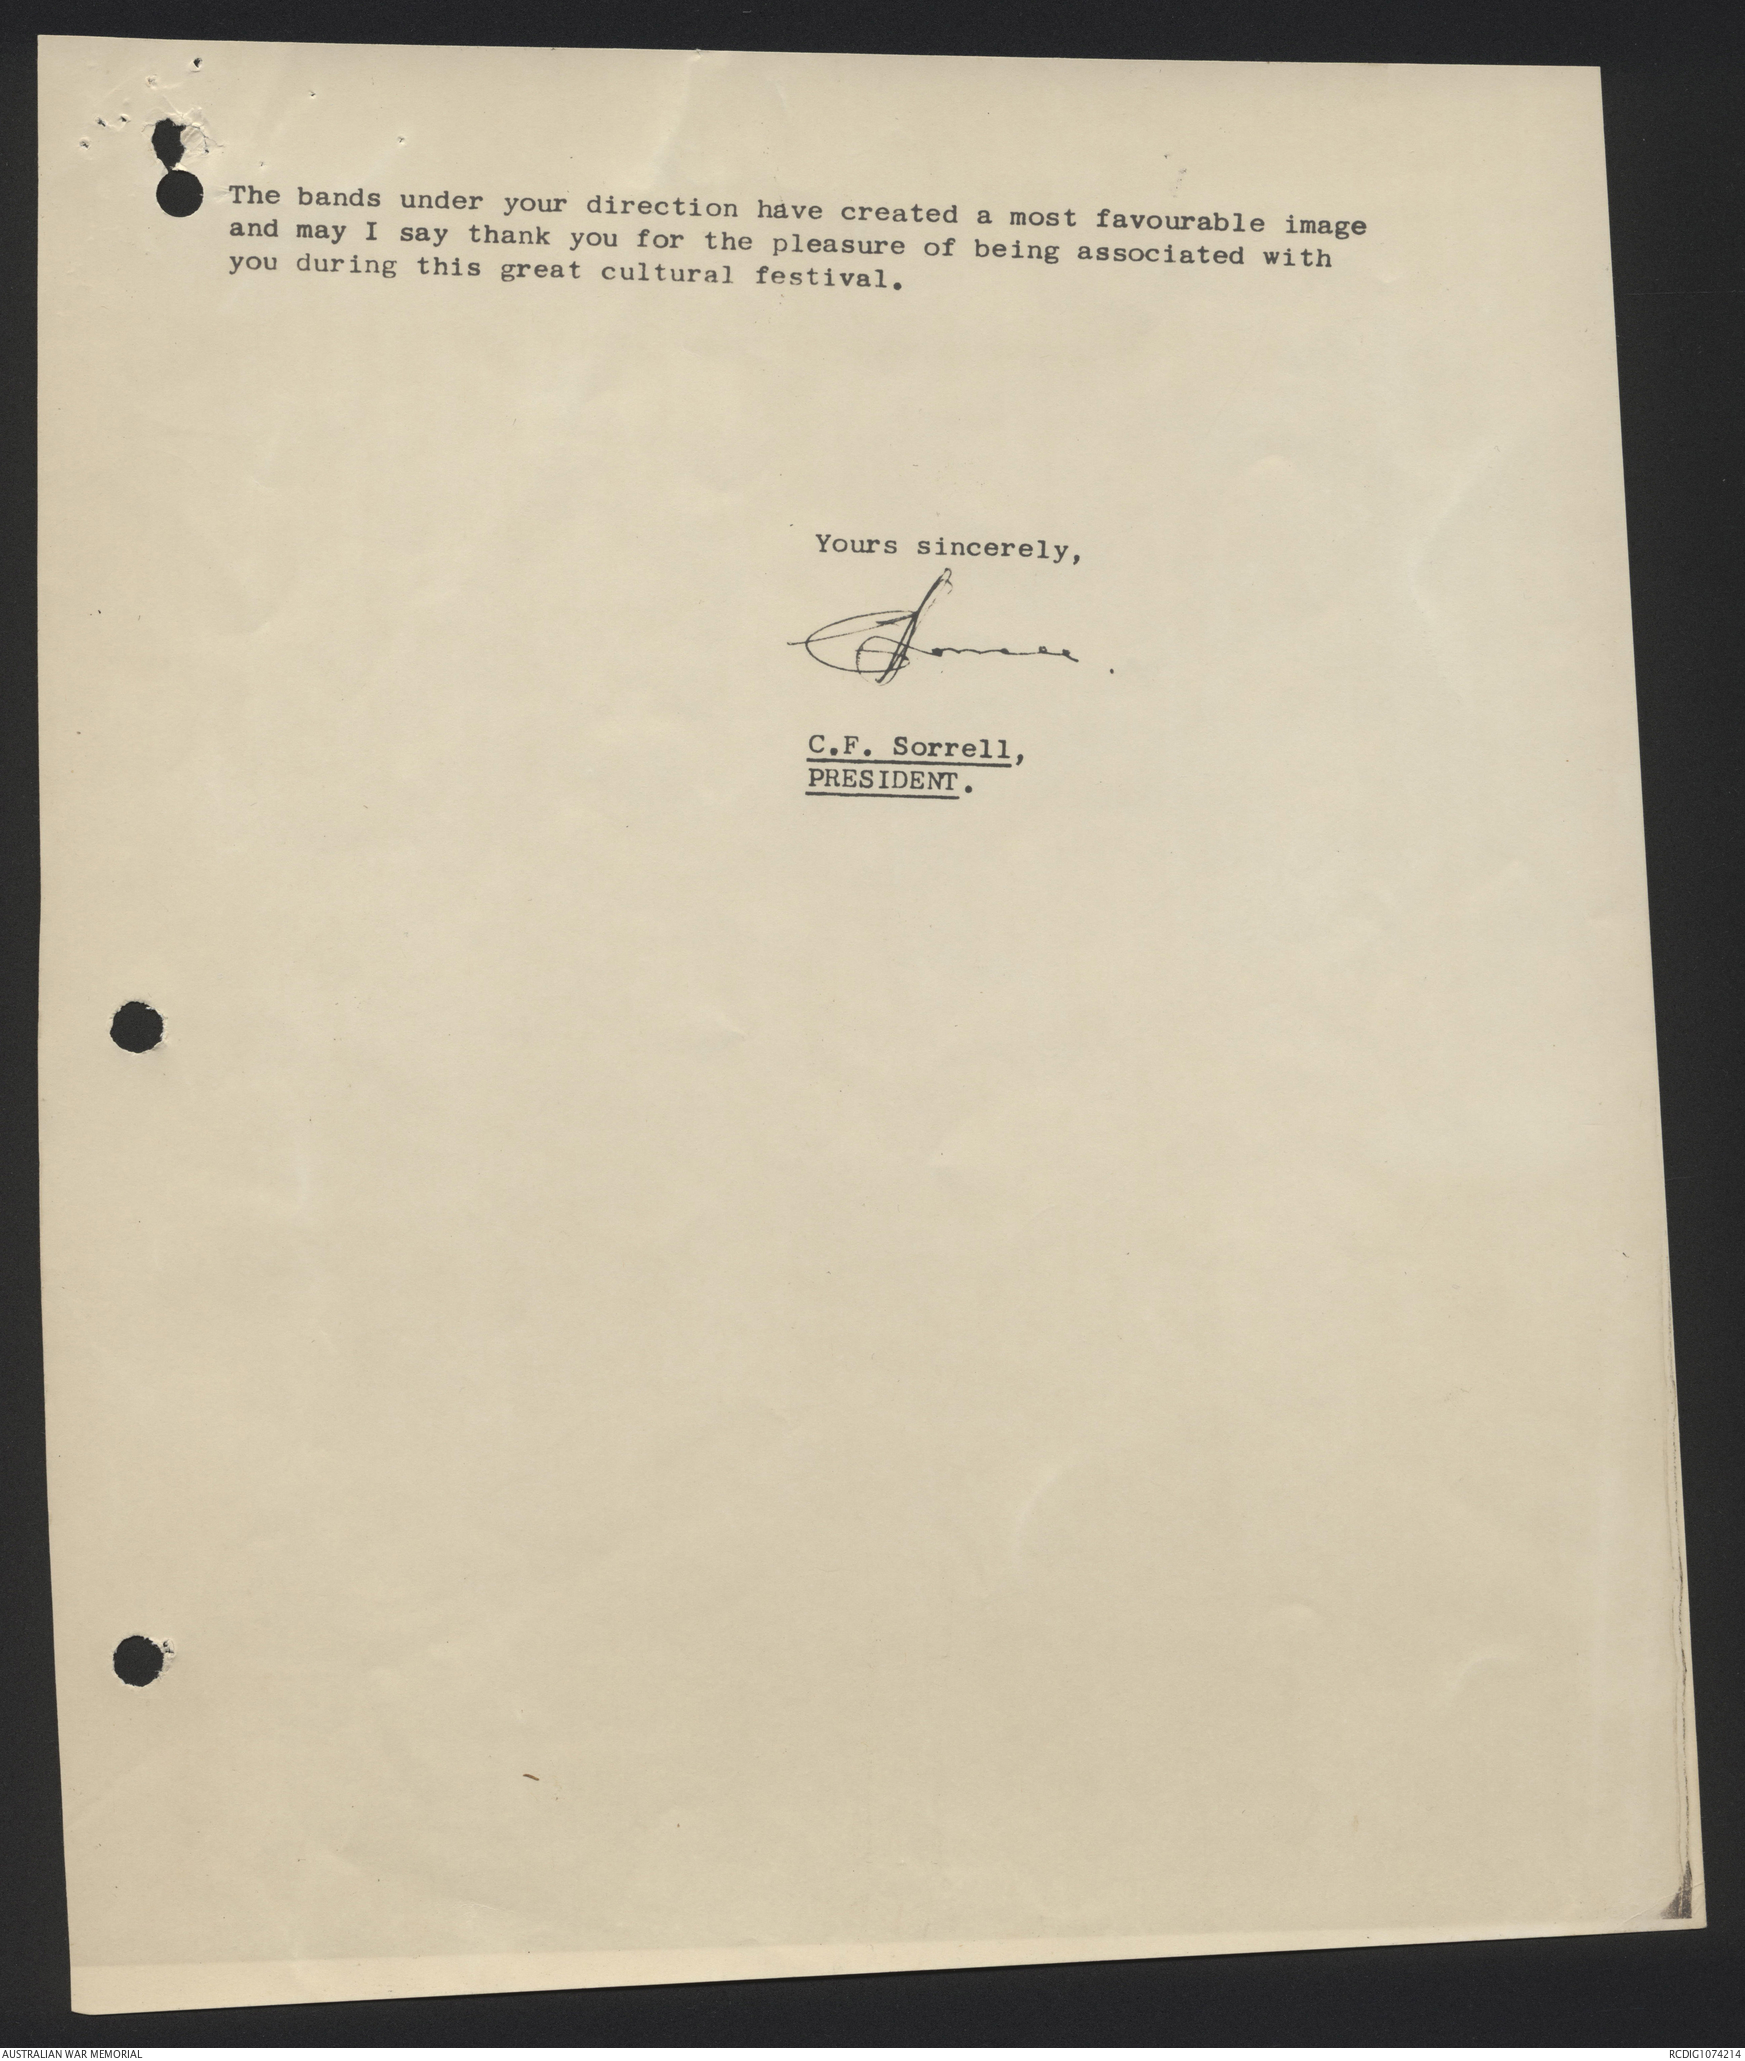 The bands under your direction have created a most favourable image
and may I say thank you for the pleasure of being associated with
you during this great cultural festival.
Yours sincerely,
Sorrell.
C.F. Sorrell,
PRESIDENT.
AUSTRALIAN WAR MEMORIAL
RCDIG1074214